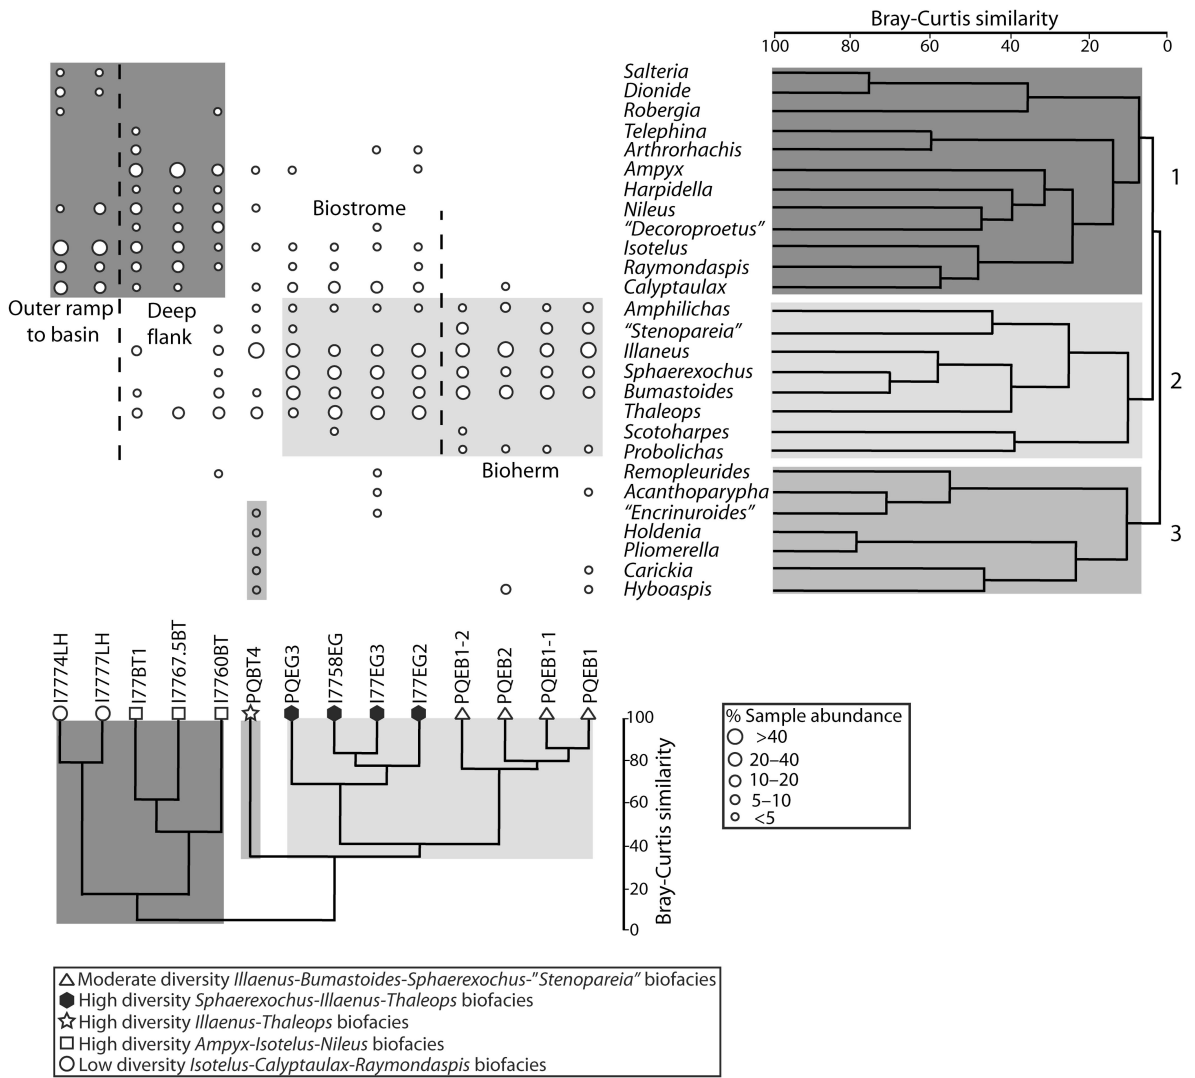 Bray-Curtis similarity
100 80 60 40 20 0
Salteria
Dionide
Robergia
Telephina
Arthrorhachis
Ampyx
Harpidella
Nileus
“Decoroproetus”
Isotelus
Raymondaspis
Calyptaulax
Amphilichas
“Stenopareia”
Illaneus
Sphaerexochus
Bumastoides
Thaleops
Scotoharpes
Probolichas
Remopleurides
Acanthoparypha
“Encrinuroides”
Holdenia
Pliomerella
Carickia
Hyboaspis
1
2
3
Biostrome
Outer ramp
to basin
Deep
flank
Bioherm
I7774LH
I7777LH
I77BT1
I7767.5BT
I7760BT
PQBT4
PQEG3
I7758EG
I77EG3
I77EG2
PQEB1-2
PQEB2
PQEB1-1
PQEB1
100
80
60
40
20
0
Bray-Curtis similarity
% Sample abundance
>40
20–40
10–20
5–10
<5
Moderate diversity Illaenus-Bumastoides-Sphaerexochus-"Stenopareia” biofacies
High diversity Sphaerexochus-Illaenus-Thaleops biofacies
High diversity Illaenus-Thaleops biofacies
High diversity Ampyx-Isotelus-Nileus biofacies
Low diversity Isotelus-Calyptaulax-Raymondaspis biofacies